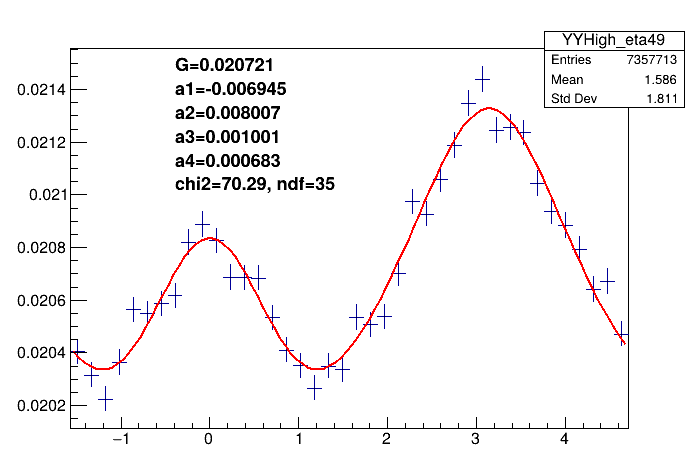 YYHigh_eta49
Entries 7357713
Mean 1.586
Std Dev 1.811
G=0.020721
a1=-0.006945
a2=0.008007
a3=0.001001
a4=0.000683
chi2=70.29, ndf=35
0.0214
0.0212
0.021
0.0208
0.0206
0.0204
0.0202
−1 0 1 2 3 4